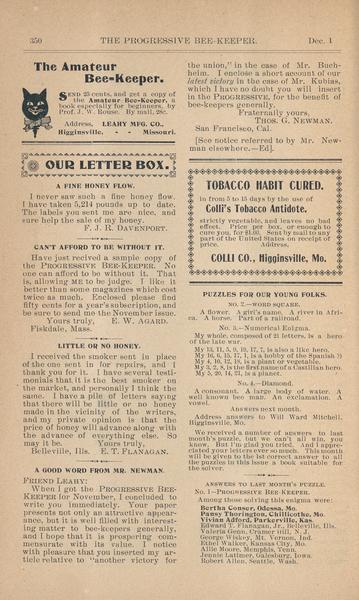 350 THE PROGRESSIVE BEE-KEEPER. Dec. 1
The Amateur
Bee-Keeper.
SEND 25 cents, and get a copy of
the Amateur Bee-Keeper, a
book especially for beginners, by
Prof. J. W. Rouse. By mail, 28c.
Address, LEAHY MFG. CO.,
Higginsville, - - Missouri.
OUR LETTER BOX.
A FINE HONEY FLOW.
I never saw such a fine honey flow.
I have taken 5,214 pounds up to date.
The labels you sent me are nice, and
sure help the sale of my honey.
F. J. R. DAVENPORT.
CAN'T AFFORD TO BE WITHOUT IT.
Have just received a sample copy of
the PROGRESSIVE BEE-KEEPER. No
one can afford to be without it. That
is, allowing ME to be judge. I like it
better than some magazines which cost
twice as much. Enclosed please find
fifty cents for a year's subscription, and
be sure to send me the November issue.
Yours truly, E. W. AGARD.
Fiskdale, Mass.
LITTLE OR NO HONEY.
I received the smoker sent in place
of the one sent in for repairs, and I
thank you for it. I have several testi-
monials that it is the best smoker on
the market, and personally I think the
same. I have a pile of letters saying
that there will be little or no honey
made in the vicinity of the writers,
and my private opinion is that the
price of honey will advance along with
the advance of everything else. So
may it be. Yours truly,
Belleville, Ills. E. T. FLANAGAN.
A GOOD WORD FROM MR. NEWMAN.
FRIEND LEAHY:
When I got the PROGRESSIVE BEE-
KEEPER for November, I concluded to
write you immediately. Your paper
presents not only an attractive appear-
ance, but it is well filled with interest-
ing matter to bee-keepers generally,
and I hope that it is prospering com-
mensurate with its value. I notice
with pleasure that you inserted my ar-
ticle relative to "another victory for
the union," in the case of Mr. Buch-
heim. I enclose a short account of our
latest victory in the case of Mr. Kubias,
which I have no doubt you will insert
in the PROGRESSIVE, for the benefit of
bee-keepers generally.
Fraternally yours,
THOS. G. NEWMAN.
San Francisco, Cal.
[See notice referred to by Mr. New-
man elsewhere.—Ed].
TOBACCO HABIT CURED.
in from 5 to 15 days by the use of
Colli's Tobacco Antidote.
strictly vegetable, and leaves no bad
effect. Price per box, or enough to
cure you, for $1.00. Sent by mail to any
part of the United States on receipt of
price. Address,
COLLI CO., Higginsville, Mo.
PUZZLES FOR OUR YOUNG FOLKS.
NO. 2.—WORD SQUARE.
A flower. A girl's name. A river in Afri-
ca. A horse. Part of a railroad.
No. 3.—Numerical Enigma.
My whole, composed of 21 letters, is a hero
of the late war.
My 13, 11, 5, 9, 10, 17, 7, is also a like hero.
My 16, 6, 15, 17, 1, is a hobby of the Spanish (?)
My 4, 10, 12, 19, is a plant or vegetable.
My 3, 2, 8, is the first name of a Castilian hero.
My 5, 20, 14, 21, is a planet.
No. 4—Diamond.
A consonant. A large body of water. A
well known bee man. An exclamation. A
vowel.
Answers next month.
Address answers to Will Ward Mitchell,
Higginsville, Mo.
We received a number of answers to last
month's puzzle, but we can't all win, you
know. But I'm glad you tried. And I appre-
ciated your letters ever so much. This month
will be given to the 1st correct answer to all
the puzzles in this issue a book suitable for
the solver.
ANSWERS TO LAST MONTH'S PUZZLE.
No. 1—PROGRESSIVE BEE-KEEPER.
Among those solving this enigma were:
Bertha Conser, Odessa, Mo.
Pansy Thorington, Chillicothe, Mo.
Vivian Adford, Parkerville, Kas.
Edward T. Flanagan, Jr., Belleville, Ills.
Valeria Genn, Cramer Hill, N. J.
George Wiskey, Mt. Vernon, Ind.
Ethel Walker, Kansas City, Mo.
Allie Moore, Memphis, Tenn.
Jennie Lattimer, Galesburg, Iowa.
Robert Allen, Seattle, Wash.